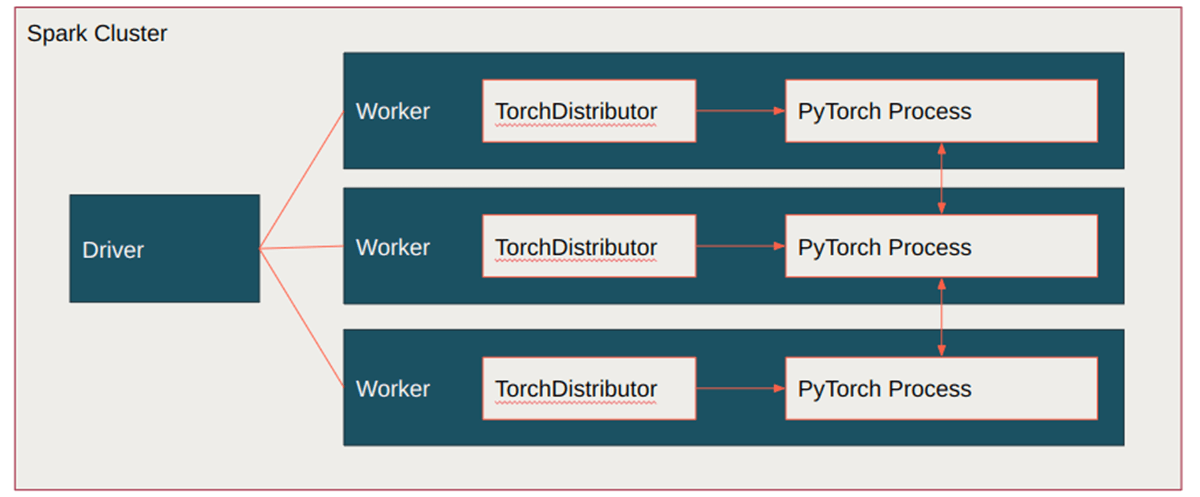 Spark Cluster
Worker
TorchDistributor
PyTorch Process
Driver
Worker
TorchDistributor
PyTorch Process
Worker
TorchDistributor
PyTorch Process